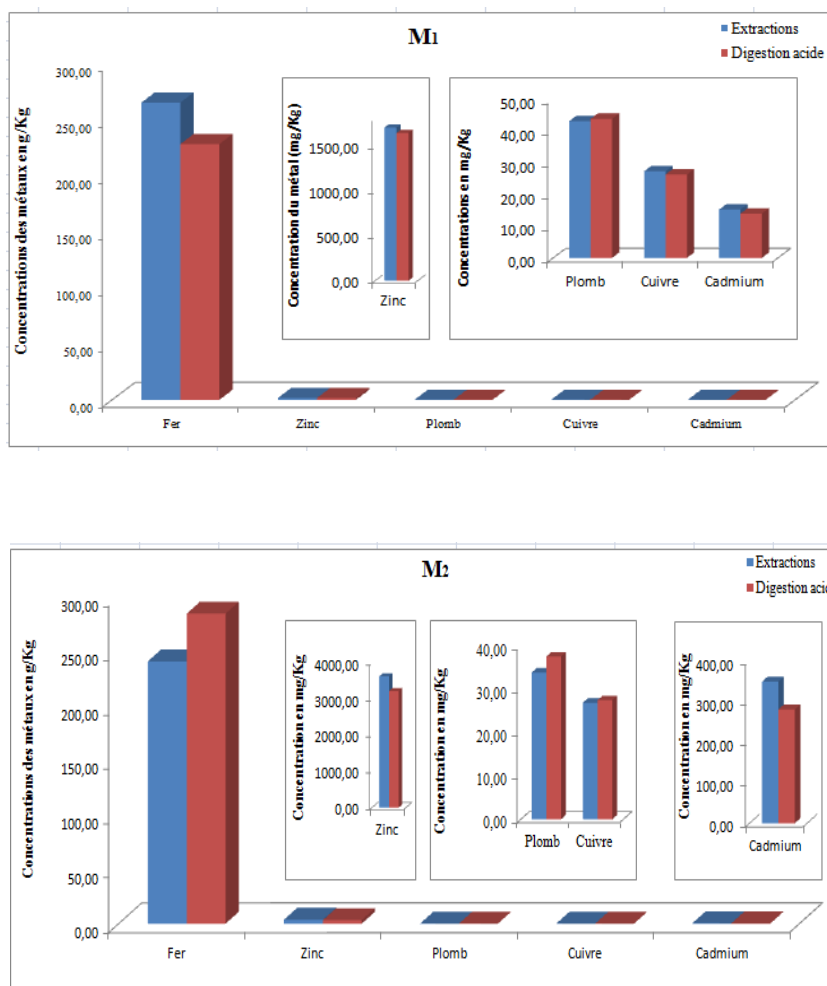 M1
Extractions
Digestion acide
Concentrations des métaux en g/Kg
300,00
250,00
200,00
150,00
100,00
50,00
0,00
Fer
Zinc
Plomb
Cuivre
Cadmium
Concentration du métal (mg/Kg)
1500,00
1000,00
500,00
0,00
Zinc
Concentrations en mg/Kg
50,00
40,00
30,00
20,00
10,00
0,00
Plomb
Cuivre
Cadmium
M2
Extractions
Digestion acide
Concentrations des métaux en g/Kg
300,00
250,00
200,00
150,00
100,00
50,00
0,00
Fer
Zinc
Plomb
Cuivre
Cadmium
Concentration en mg/Kg
4000,00
3000,00
2000,00
1000,00
0,00
Zinc
Concentration en mg/Kg
40,00
30,00
20,00
10,00
0,00
Plomb
Cuivre
Concentration en mg/Kg
400,00
300,00
200,00
100,00
0,00
Cadmium